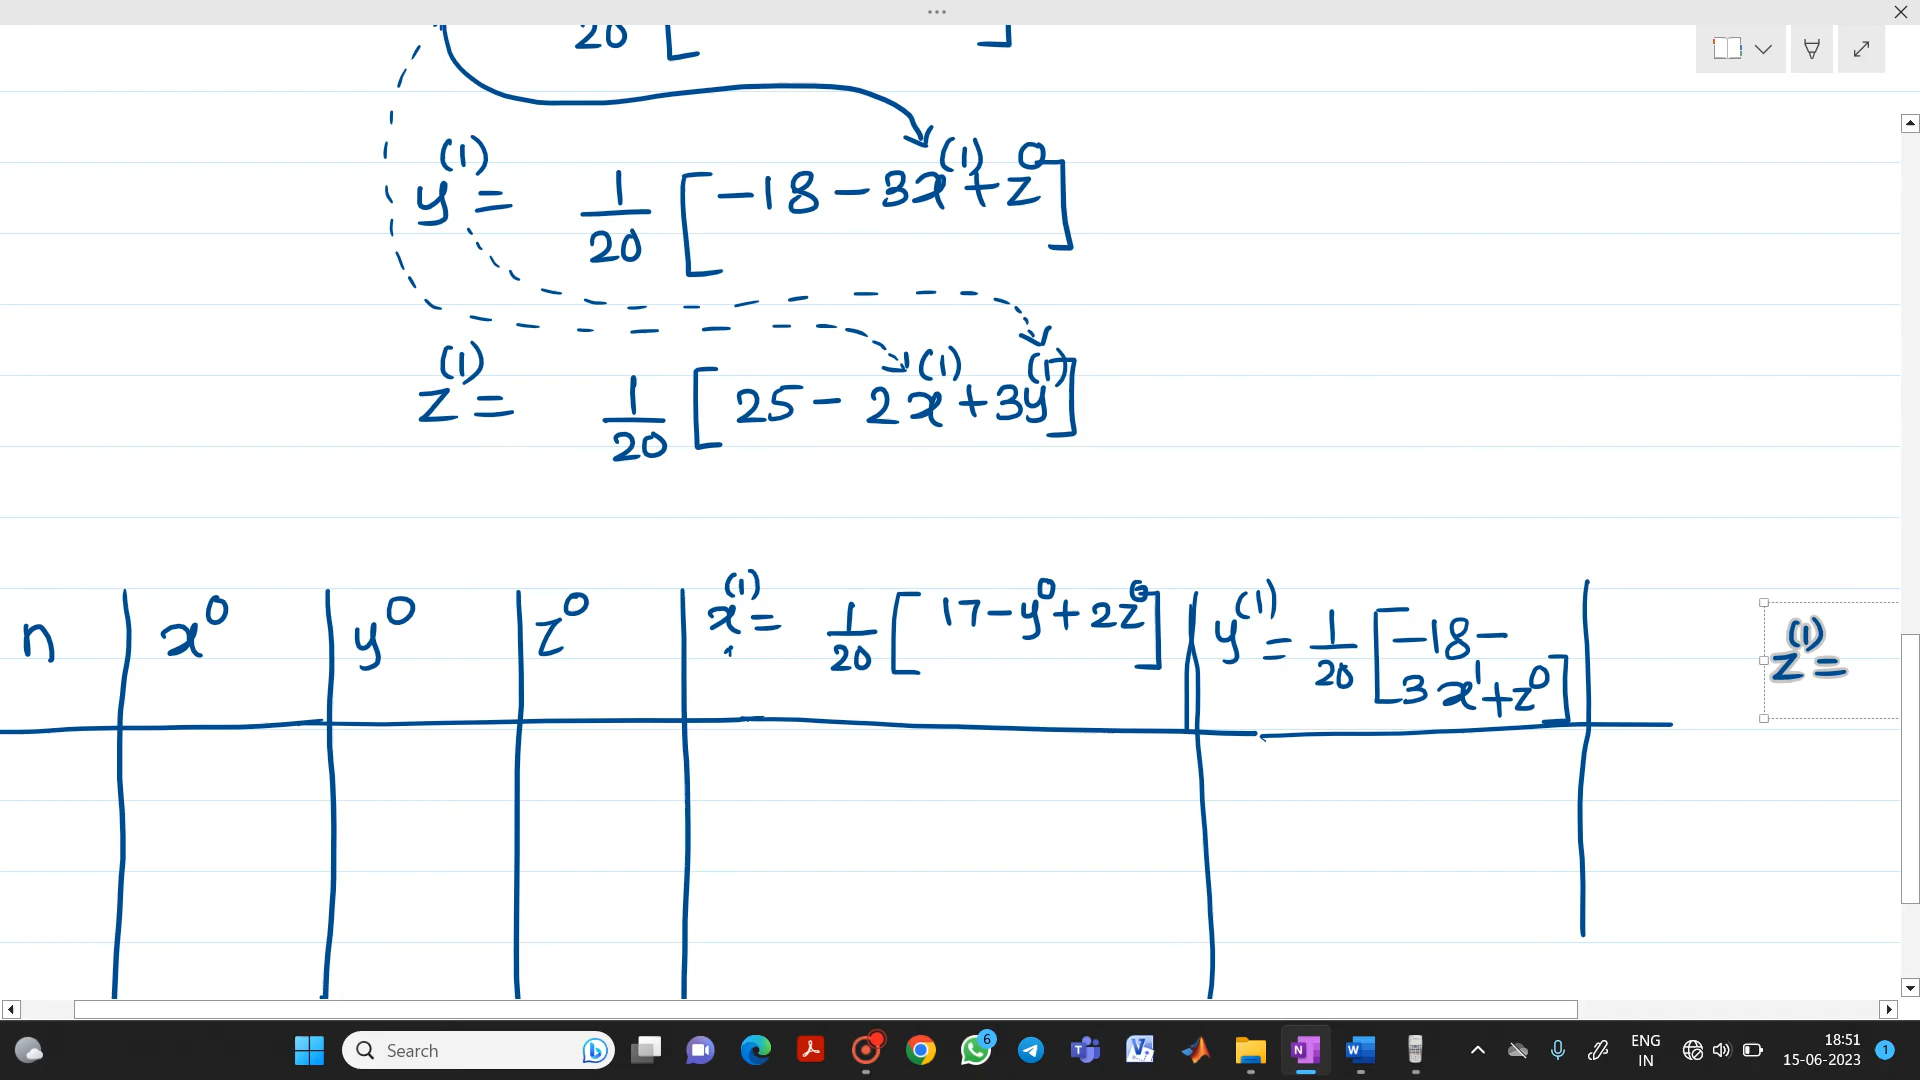 20 [ ]
y^(1) = 1/20 [ -18 - 3x^(1) + z^0 ]
z^(1) = 1/20 [ 25 - 2x^(1) + 3y^(1) ]
n | x^0 | y^0 | z^0 | x^(1) = 1/20 [ 17 - y^0 + 2z^0 ] | y^(1) = 1/20 [ -18 - 3x^1 + z^0 ] | z^(1) =
Search
6
ENG
IN
18:51
15-06-2023
1